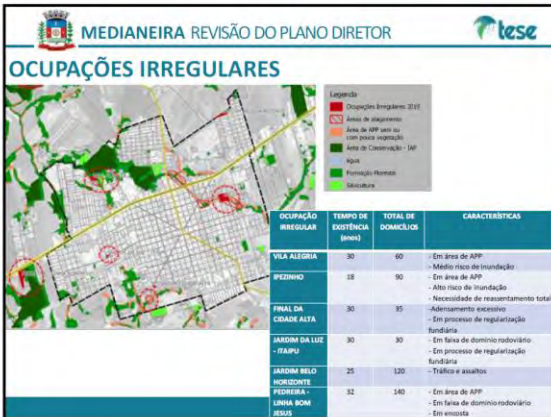 MEDIANEIRA REVISÃO DO PLANO DIRETOR
tese
OCUPAÇÕES IRREGULARES
Legenda
Ocupações Irregulares 2019
Áreas de alagamento
Áreas de APP sem ou
com pouca vegetação
Área de Conservação - IAP
Água
Formação Florestal
Silvicultura
OCUPAÇÃO IRREGULAR TEMPO DE EXISTÊNCIA (anos) TOTAL DE DOMICÍLIOS CARACTERÍSTICAS
VILA ALEGRIA 30 60 - Em área de APP
- Médio risco de inundação
IPEZINHO 18 90 - Em área de APP
- Alto risco de inundação
- Necessidade de reassentamento total
FINAL DA CIDADE ALTA 30 35 -Adensamento excessivo
- Em processo de regularização
fundiária
JARDIM DA LUZ - ITAIPU 30 30 - Em faixa de domínio rodoviário
- Em processo de regularização
fundiária
JARDIM BELO HORIZONTE 25 120 - Tráfico e assaltos
PEDREIRA - LINHA BOM JESUS 32 140 - Em área de APP
- Em faixa de domínio rodoviário
- Em encosta